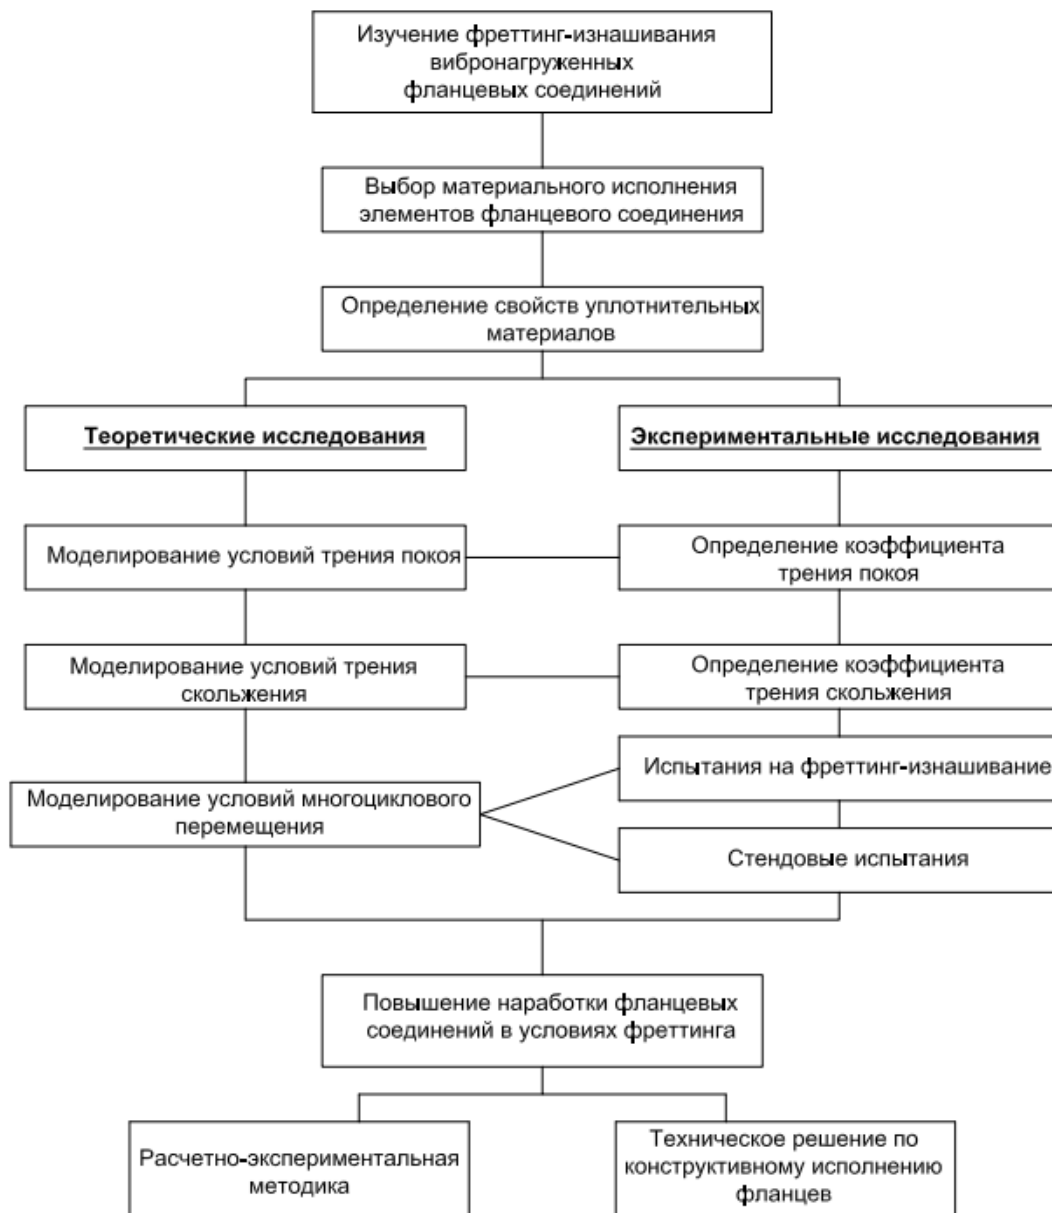 Изучение фреттинг-изнашивания
вибронагруженных
фланцевых соединений
Выбор материального исполнения
элементов фланцевого соединения
Определение свойств уплотнительных
материалов
Теоретические исследования
Экспериментальные исследования
Моделирование условий трения покоя
Определение коэффициента
трения покоя
Моделирование условий трения
скольжения
Определение коэффициента
трения скольжения
Испытания на фреттинг-изнашивание
Моделирование условий многоциклового
перемещения
Стендовые испытания
Повышение наработки фланцевых
соединений в условиях фреттинга
Расчетно-экспериментальная
методика
Техническое решение по
конструктивному исполнению
фланцев